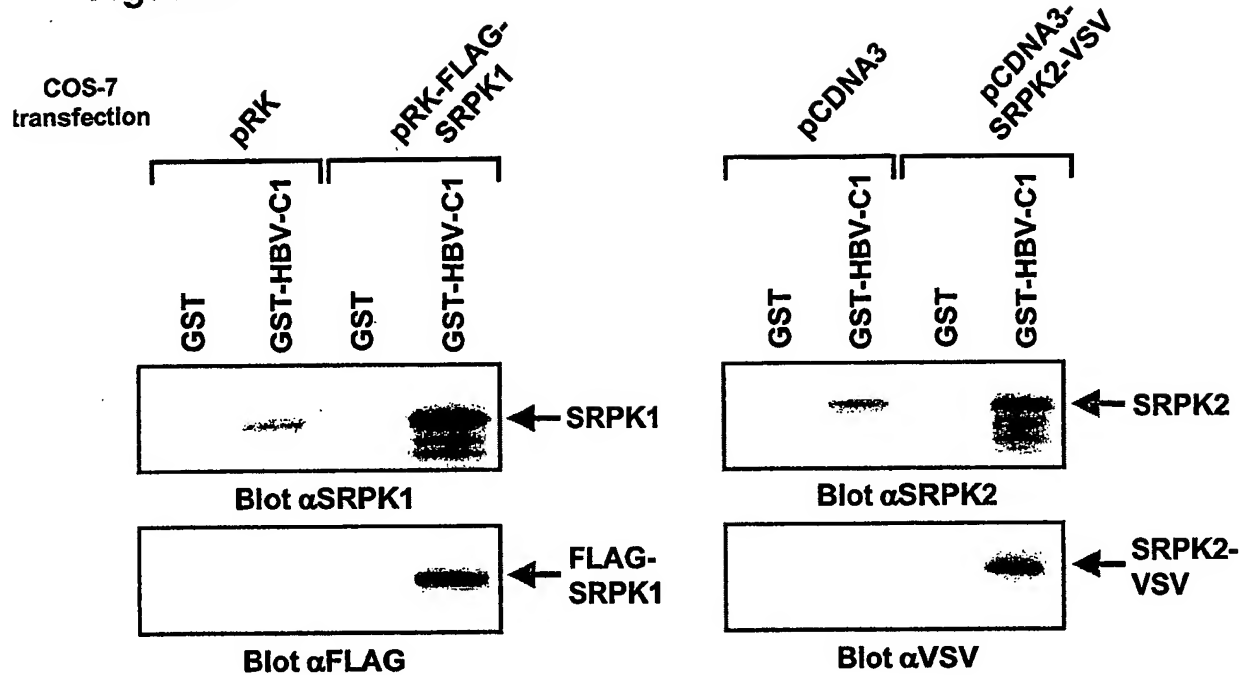 COS-7
transfection
pRK
pRK-FLAG-
SRPK1
pCDNA3
pCDNA3-
SRPK2-VSV
GST
GST-HBV-C1
GST
GST-HBV-C1
GST
GST-HBV-C1
GST
GST-HBV-C1
SRPK1
SRPK2
Blot αSRPK1
Blot αSRPK2
FLAG-
SRPK1
SRPK2-
VSV
Blot αFLAG
Blot αVSV